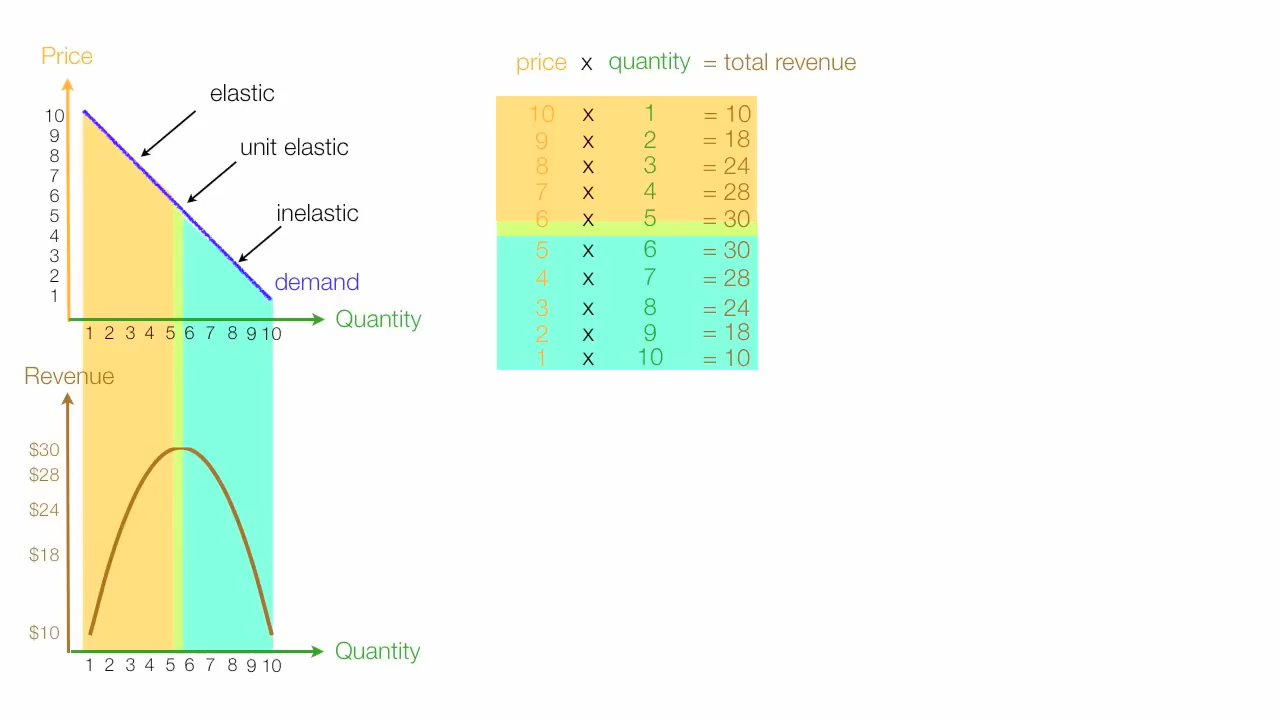 Price
10
9
8
7
6
5
4
3
2
1
elastic
unit elastic
inelastic
demand
Quantity
1 2 3 4 5 6 7 8 9 10
Revenue
$30
$28
$24
$18
$10
Quantity
1 2 3 4 5 6 7 8 9 10
price x quantity = total revenue
10 x 1 = 10
9 x 2 = 18
8 x 3 = 24
7 x 4 = 28
6 x 5 = 30
5 x 6 = 30
4 x 7 = 28
3 x 8 = 24
2 x 9 = 18
1 x 10 = 10